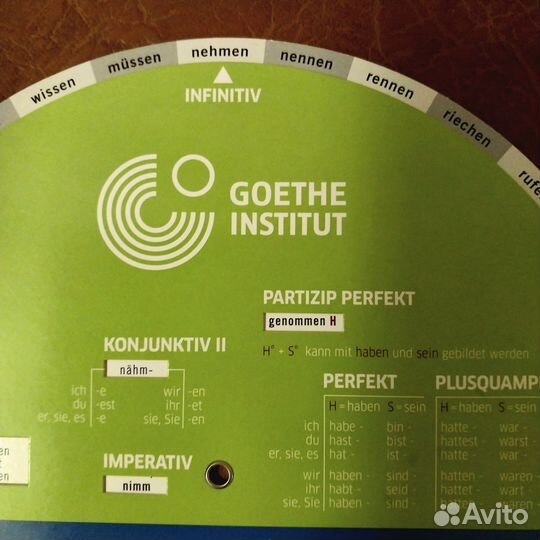 wissen müssen nehmen nennen rennen riechen rufe
INFINITIV
GOETHE
INSTITUT
PARTIZIP PERFEKT
genommen H
H° + S° kann mit haben und sein gebildet werden
KONJUNKTIV II
nähm-
ich -e wir -en
du -est ihr -et
er, sie, es -e sie, Sie -en
PERFEKT PLUSQUAMP
H = haben S = sein H = haben S = sein
ich habe - bin - hatte - war -
du hast - bist - hattest - warst -
er, sie, es hat - ist - hatte - war -
wir haben - sind - hatten - waren -
ihr habt - seid - hattet - wart -
sie, Sie haben - sind - hatten - waren
en
t
en
IMPERATIV
nimm
Avito